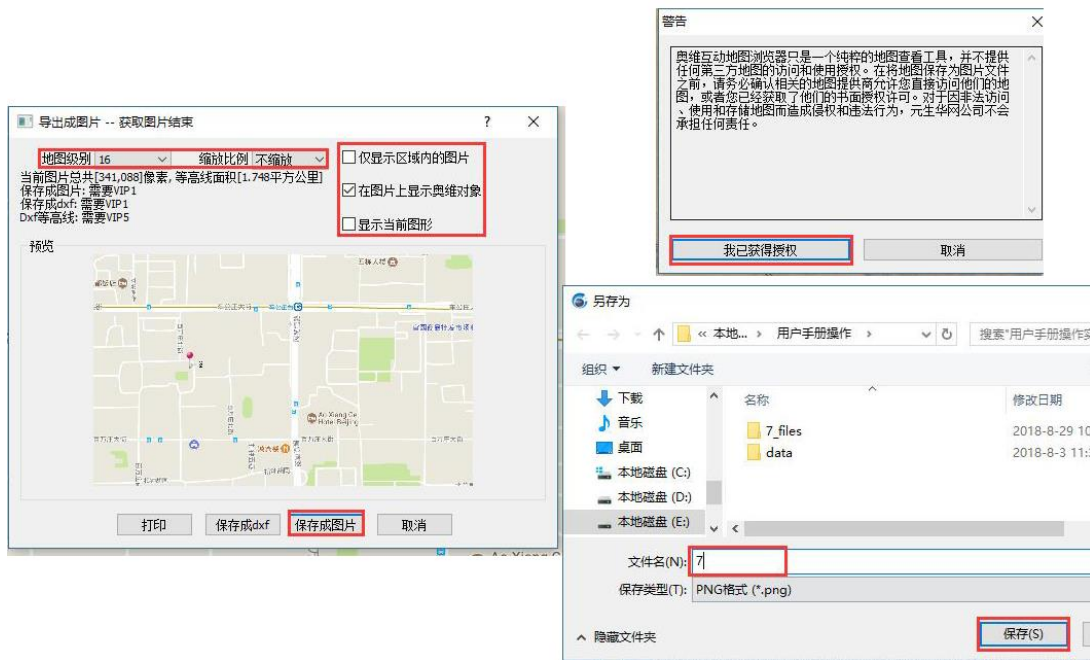 导出成图片 -- 获取图片结束
地图级别 16 缩放比例 不缩放
当前图片总共[341,088]像素, 等高线面积[1.748平方公里]
保存成图片: 需要VIP1
保存成dxf: 需要VIP1
Dxf等高线: 需要VIP5
仅显示区域内的图片
在图片上显示奥维对象
显示当前图形
预览
Ao Xiang Ge
Hotel Beijing
打印 保存成dxf 保存成图片 取消
警告
奥维互动地图浏览器只是一个纯粹的地图查看工具，并不提供
任何第三方地图的访问和使用授权。在将地图保存为图片文件
之前，请务必确认相关的地图提供商允许您直接访问他们的地
图，或者您已经获取了他们的书面授权许可。对于因非法访问
、使用和存储地图而造成侵权和违法行为，元生华网公司不会
承担任何责任。
我已获得授权 取消
另存为
« 本地... › 用户手册操作 ›
搜索"用户手册操作实
组织 新建文件夹
下载
音乐
桌面
本地磁盘 (C:)
本地磁盘 (D:)
本地磁盘 (E:)
名称 修改日期
7_files 2018-8-29 10
data 2018-8-3 11:
文件名(N): 7
保存类型(T): PNG格式 (*.png)
隐藏文件夹
保存(S)